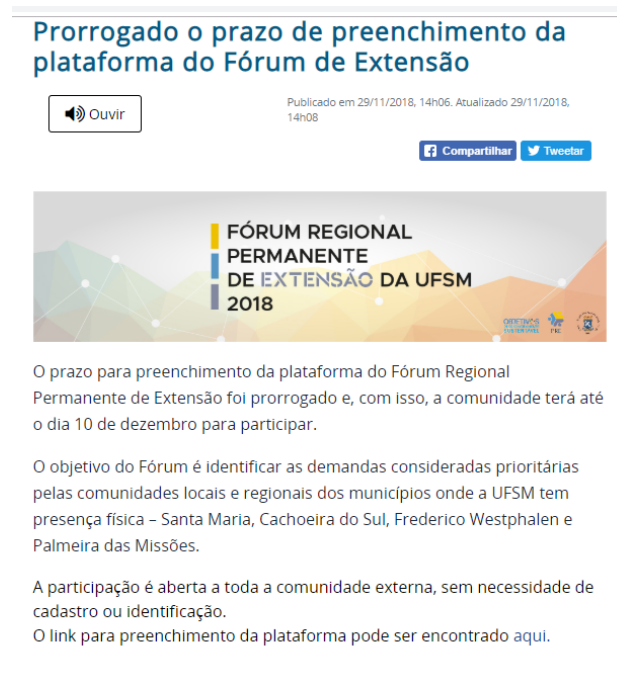 Prorrogado o prazo de preenchimento da
plataforma do Fórum de Extensão
Ouvir
Publicado em 29/11/2018, 14h06. Atualizado 29/11/2018,
14h08
Compartilhar
Tweetar
FÓRUM REGIONAL
PERMANENTE
DE EXTENSÃO DA UFSM
2018
PRE
O prazo para preenchimento da plataforma do Fórum Regional
Permanente de Extensão foi prorrogado e, com isso, a comunidade terá até
o dia 10 de dezembro para participar.
O objetivo do Fórum é identificar as demandas consideradas prioritárias
pelas comunidades locais e regionais dos municípios onde a UFSM tem
presença física – Santa Maria, Cachoeira do Sul, Frederico Westphalen e
Palmeira das Missões.
A participação é aberta a toda a comunidade externa, sem necessidade de
cadastro ou identificação.
O link para preenchimento da plataforma pode ser encontrado aqui.